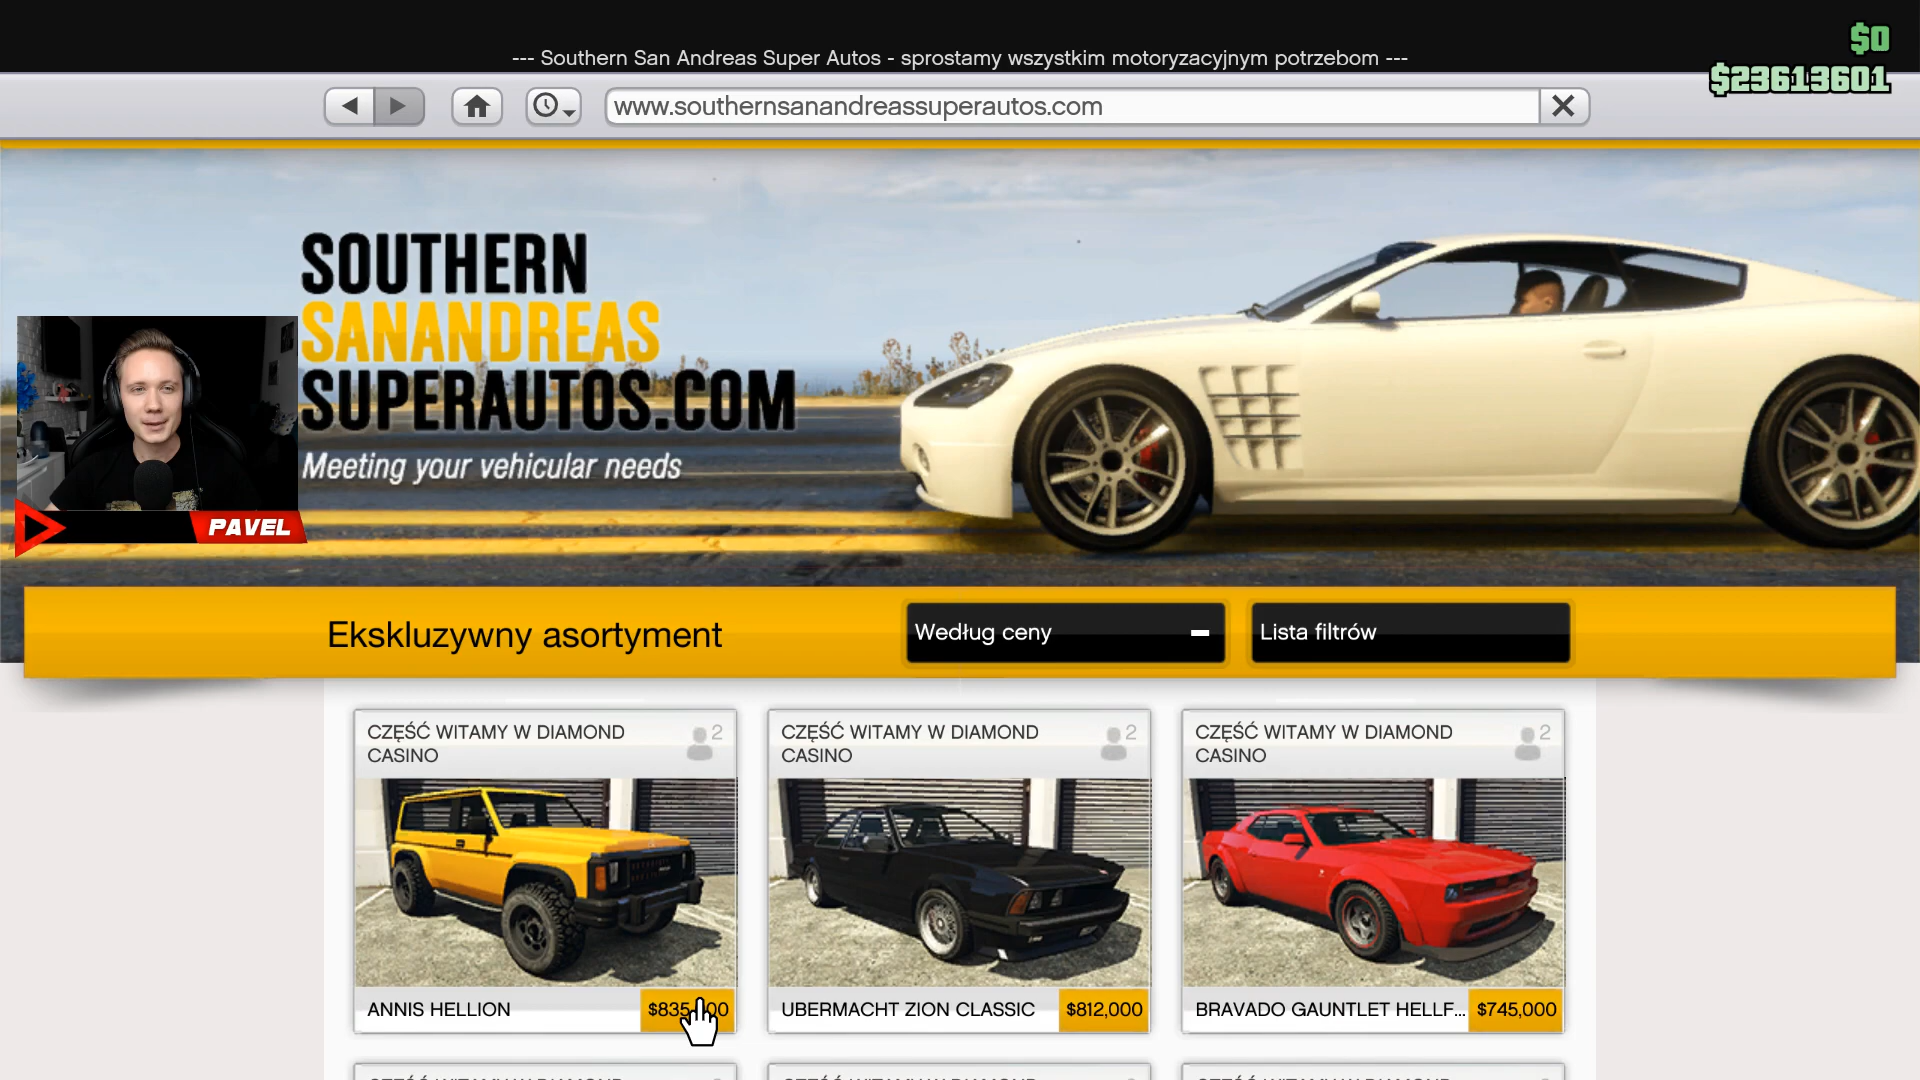 --- Southern San Andreas Super Autos - sprostamy wszystkim motoryzacyjnym potrzebom ---
$0
$23613601
www.southernsanandreassuperautos.com
SOUTHERN
SANANDREAS
SUPERAUTOS.COM
Meeting your vehicular needs
PAVEL
Ekskluzywny asortyment
Według ceny
Lista filtrów
CZĘŚĆ WITAMY W DIAMOND
CASINO
2
CZĘŚĆ WITAMY W DIAMOND
CASINO
2
CZĘŚĆ WITAMY W DIAMOND
CASINO
2
ANNIS HELLION
UBERMACHT ZION CLASSIC
$812,000
BRAVADO GAUNTLET HELLF...
$745,000